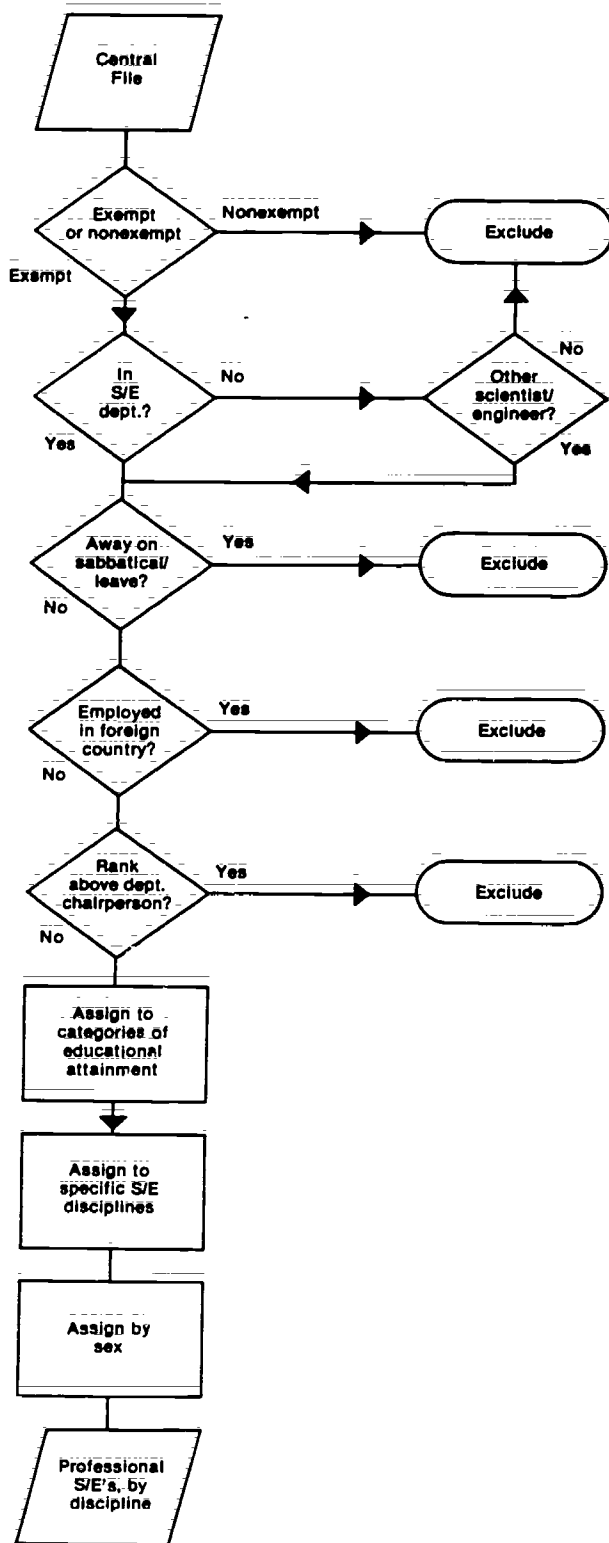 Central
File
Exempt
or nonexempt
Nonexempt
Exclude
Exempt
In
S/E
dept.?
No
Other
scientist/
engineer?
No
Yes
Yes
Away on
sabbatical/
leave?
Yes
Exclude
No
Employed
in foreign
country?
Yes
Exclude
No
Rank
above dept.
chairperson?
Yes
Exclude
No
Assign to
categories of
educational
attainment
Assign to
specific S/E
disciplines
Assign by
sex
Professional
S/E's, by
discipline